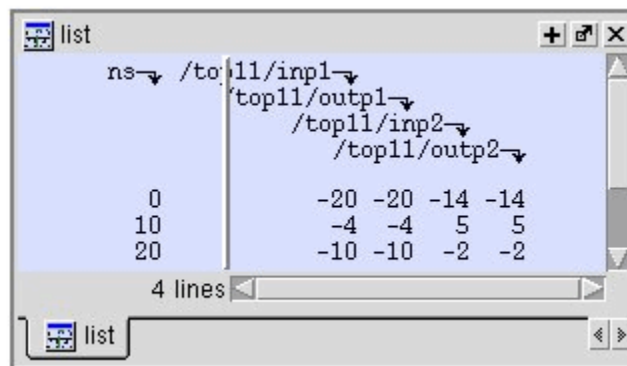 list
ns /top11/inp1
/top11/outp1
/top11/inp2
/top11/outp2
0 -20 -20 -14 -14
10 -4 -4 5 5
20 -10 -10 -2 -2
4 lines
list